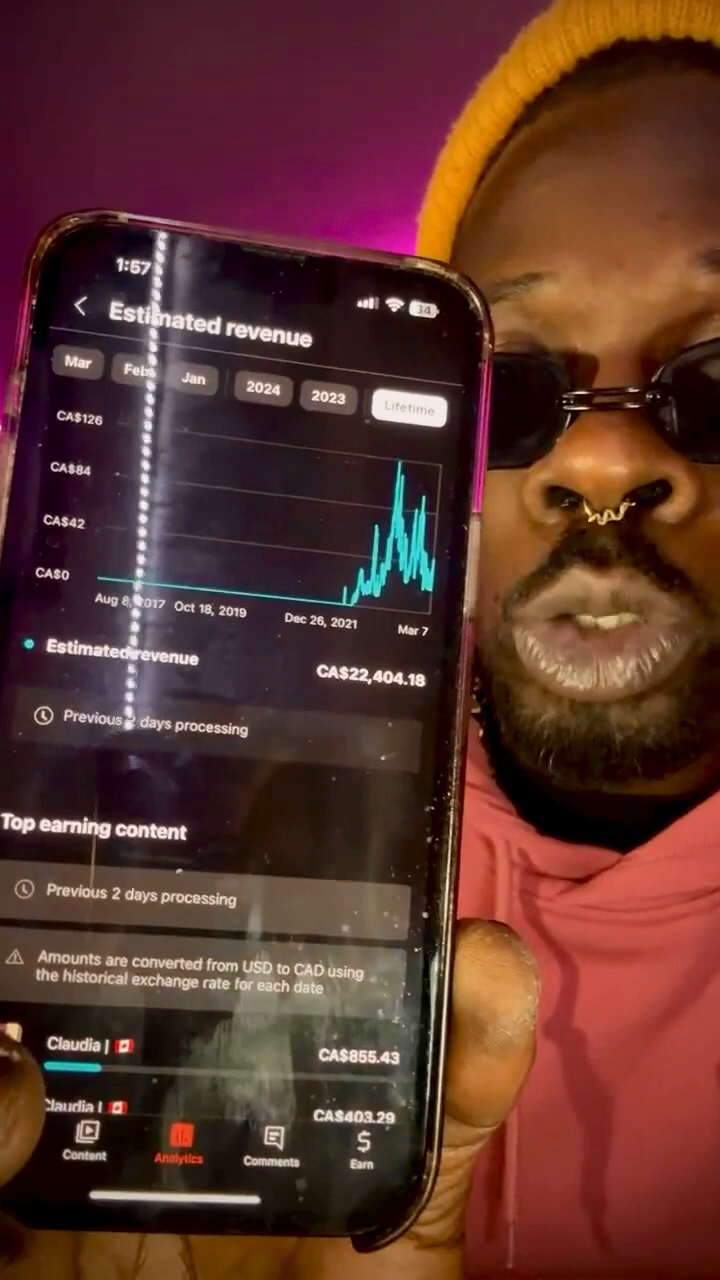 1:57
34
Estimated revenue
Mar Feb Jan 2024 2023 Lifetime
CA$126
CA$84
CA$42
CA$0
Aug 8, 2017 Oct 18, 2019 Dec 26, 2021 Mar 7
Estimated revenue CA$22,404.18
Previous 2 days processing
Top earning content
Previous 2 days processing
Amounts are converted from USD to CAD using
the historical exchange rate for each date
Claudia | 🇨🇦 CA$855.43
Claudia | 🇨🇦 CA$403.29
Content Analytics Comments Earn